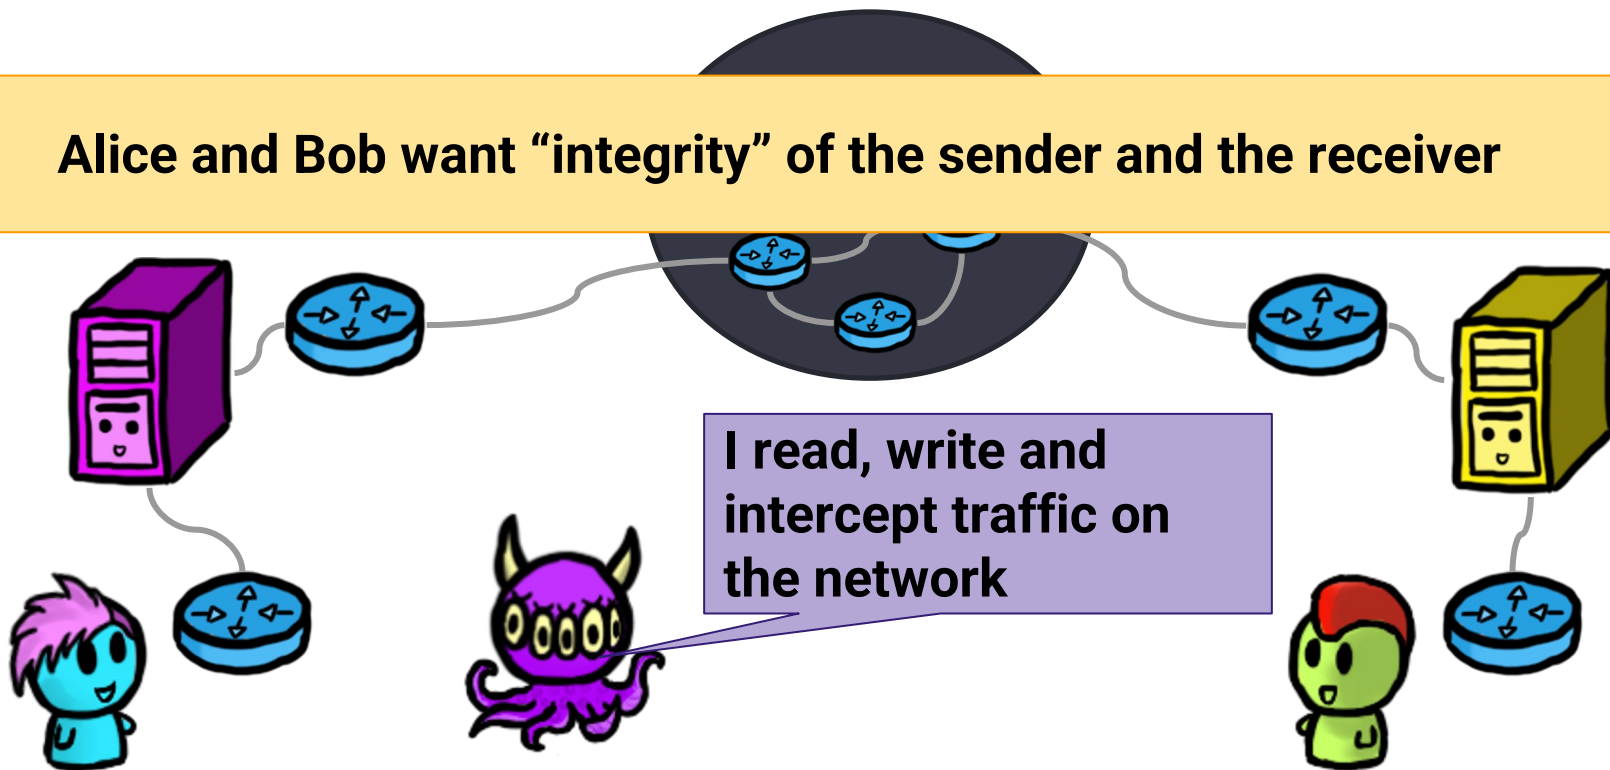 Alice and Bob want “integrity” of the sender and the receiver
I read, write and
intercept traffic on
the network